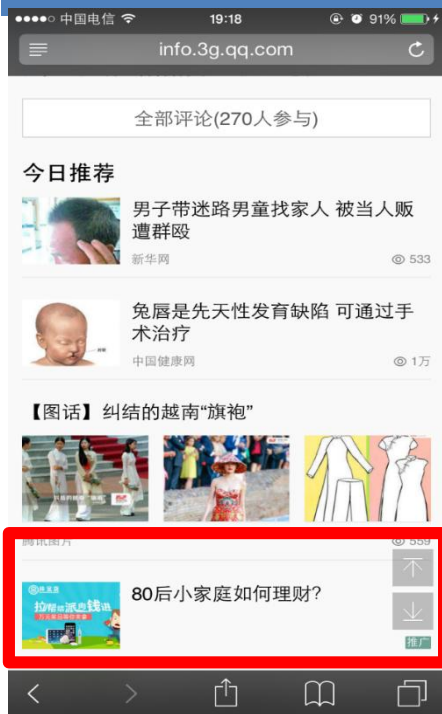 中国电信
19:18
91%
info.3g.qq.com
全部评论(270人参与)
今日推荐
男子带迷路男童找家人 被当人贩
遭群殴
新华网
533
兔唇是先天性发育缺陷 可通过手
术治疗
中国健康网
1万
【图话】纠结的越南“旗袍”
腾讯图片
559
80后小家庭如何理财?
推广